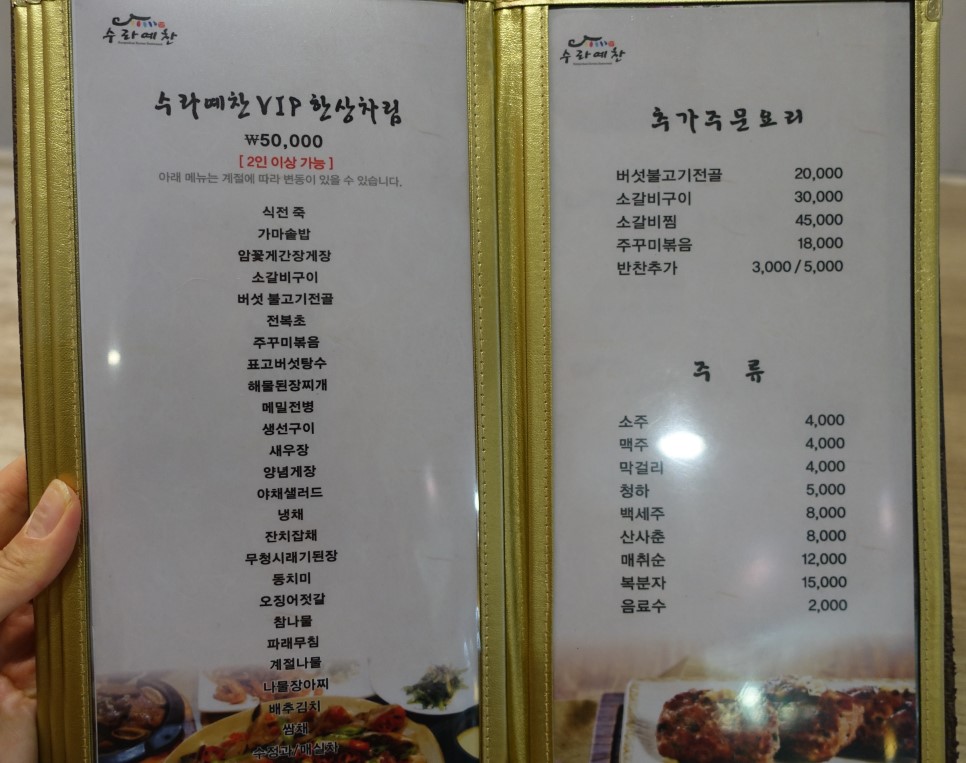 수라예찬
수라예찬 VIP 한상차림
₩50,000
[ 2인 이상 가능 ]
아래 메뉴는 계절에 따라 변동이 있을 수 있습니다.
식전 죽
가마솥밥
암꽃게간장게장
소갈비구이
버섯 불고기전골
전복초
주꾸미볶음
표고버섯탕수
해물된장찌개
메밀전병
생선구이
새우장
양념게장
야채샐러드
냉채
잔치잡채
무청시래기된장
동치미
오징어젓갈
참나물
파래무침
계절나물
나물장아찌
배추김치
쌈채
수정과/매실차
수라예찬
추가주문요리
버섯불고기전골 20,000
소갈비구이 30,000
소갈비찜 45,000
주꾸미볶음 18,000
반찬추가 3,000 / 5,000
주 류
소주 4,000
맥주 4,000
막걸리 4,000
청하 5,000
백세주 8,000
산사춘 8,000
매취순 12,000
복분자 15,000
음료수 2,000